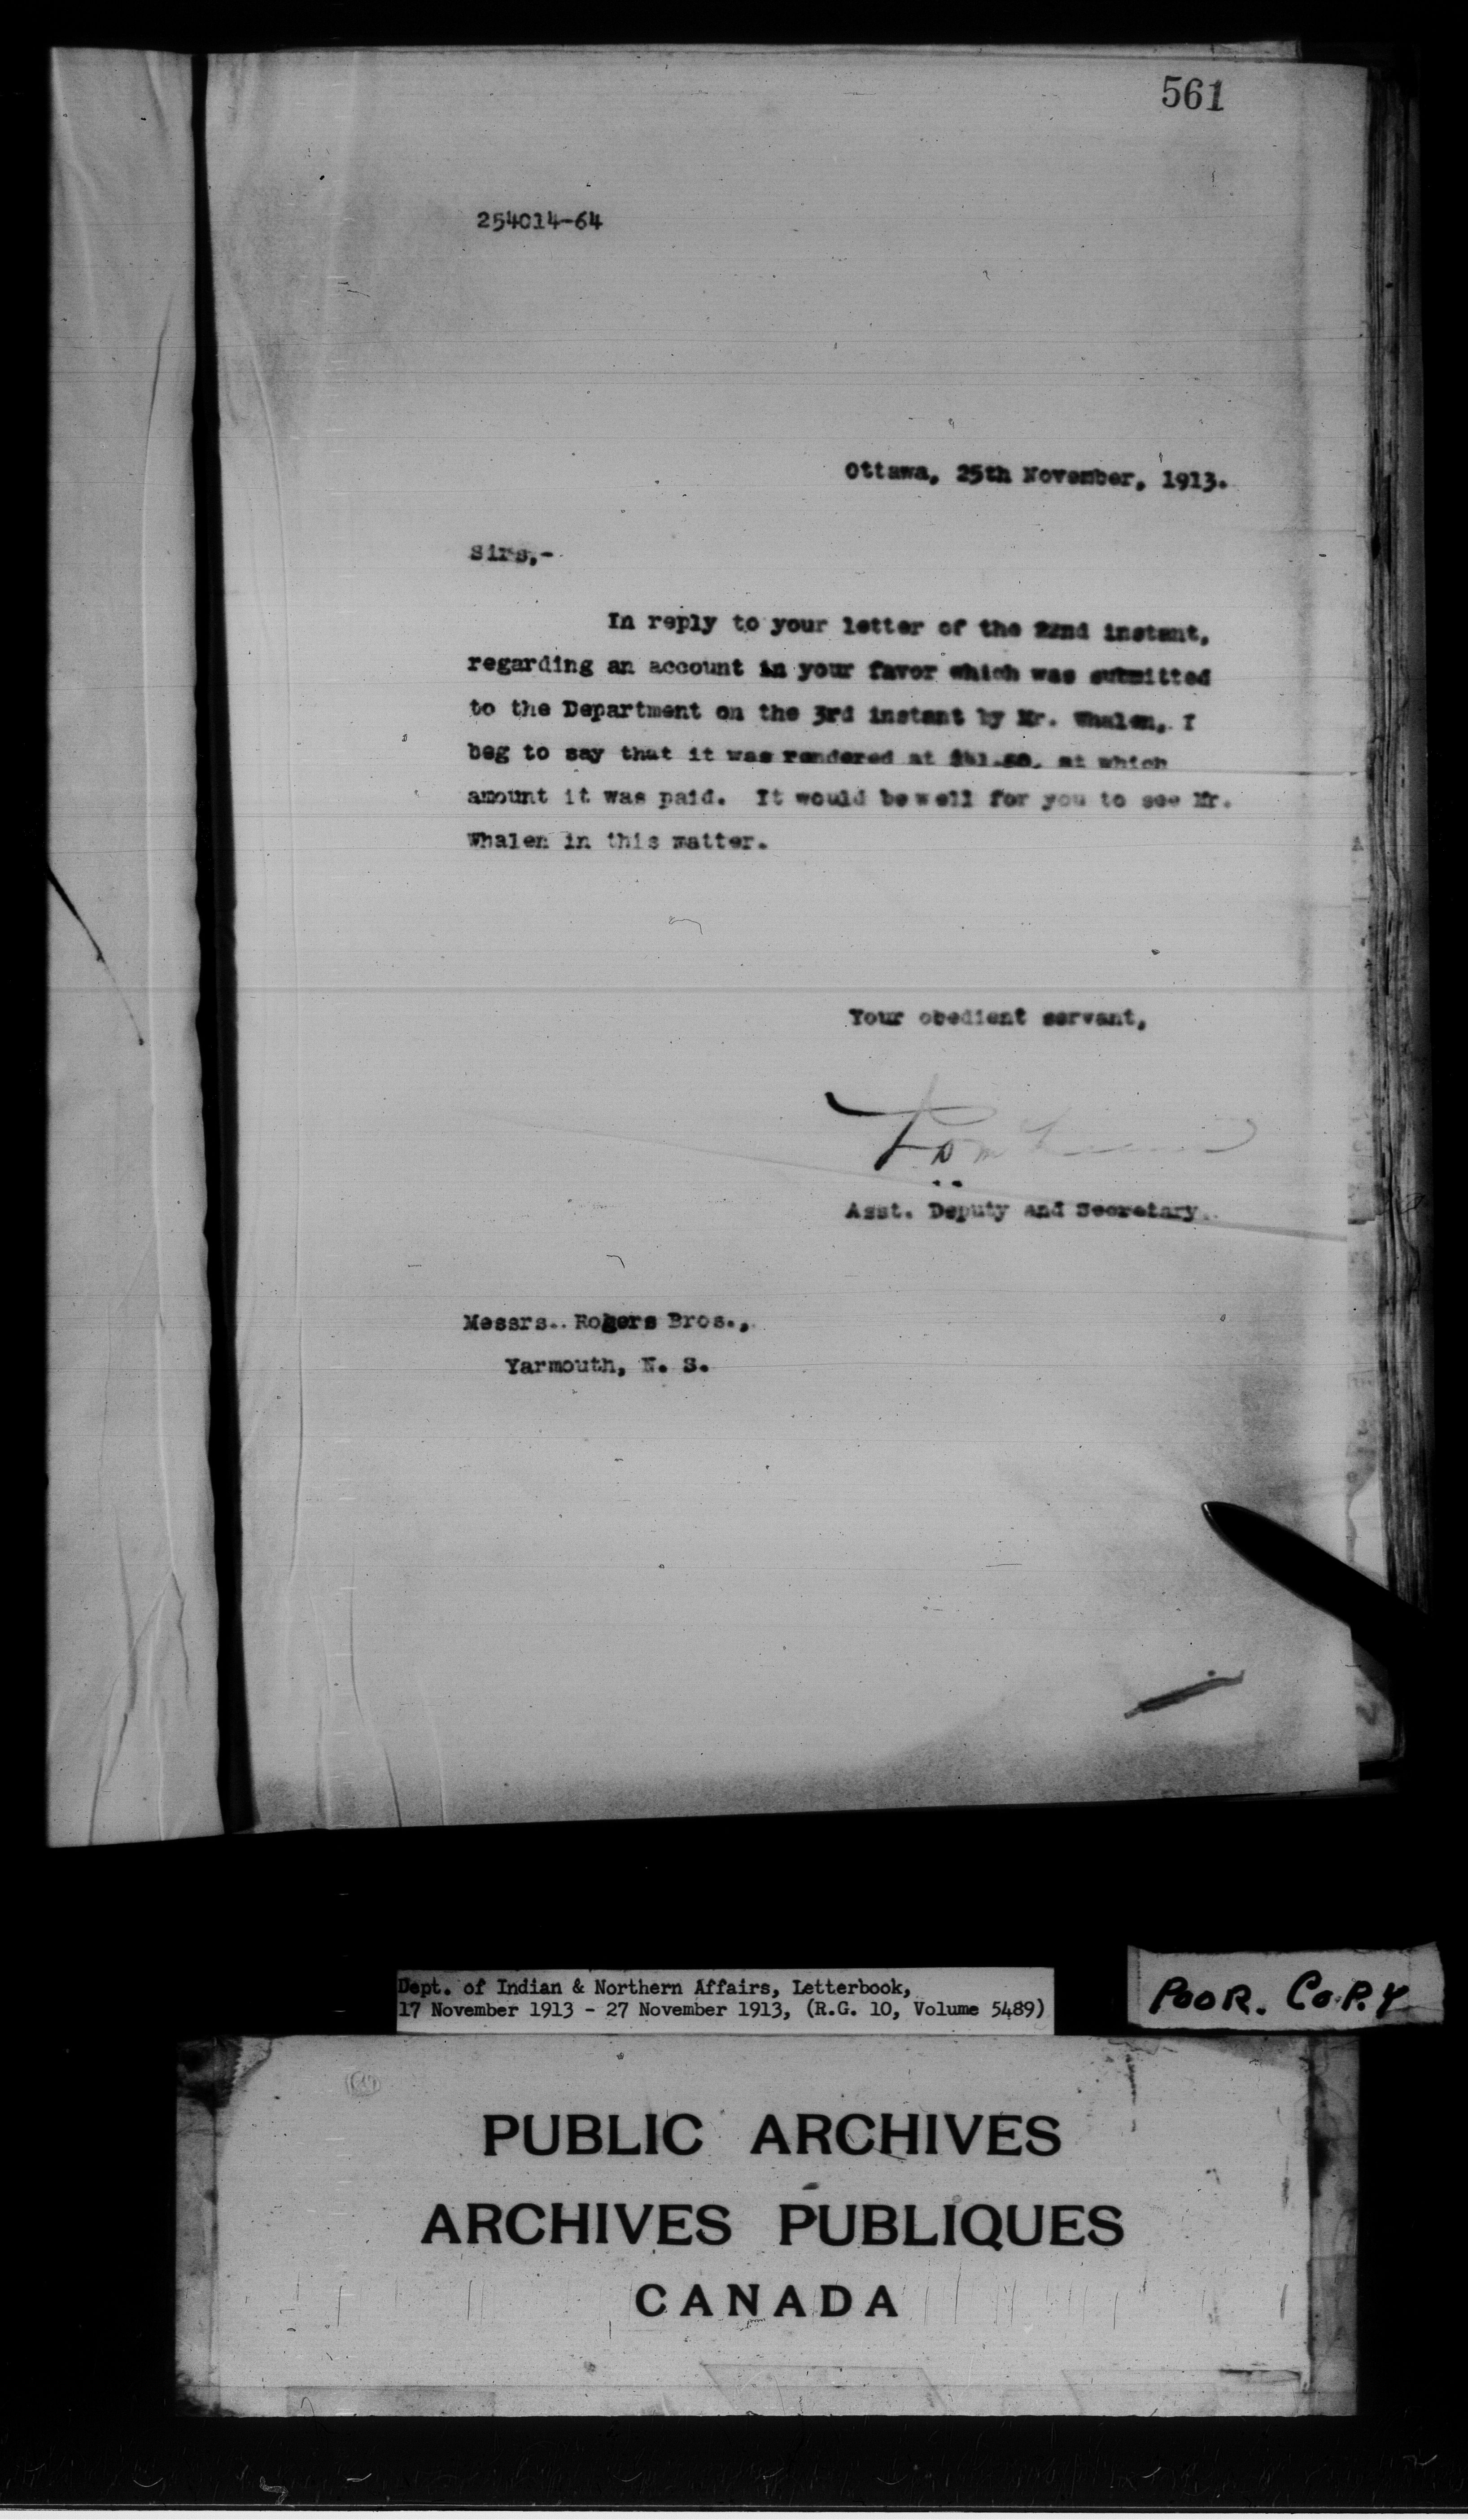 561
254014-64
Ottawa, 25th November, 1913.
Sirs,-
In reply to your letter of the 22nd instant,
regarding an account in your favor which was submitted
to the Department on the 3rd instant by Mr. Whalen, I
beg to say that it was rendered at at which
amount it was paid. It would be well for you to see Mr.
Whalen in this matter.
Your obedient servant,
Asst. Deputy and Secretary.
Messrs. Rogers Bros.,
Yarmouth, N. S.
Dept. of Indian & Northern Affairs, Letterbook,
17 November 1913 - 27 November 1913, (R.G. 10, Volume 5489)
POOR. COPY
PUBLIC ARCHIVES
ARCHIVES PUBLIQUES
CANADA